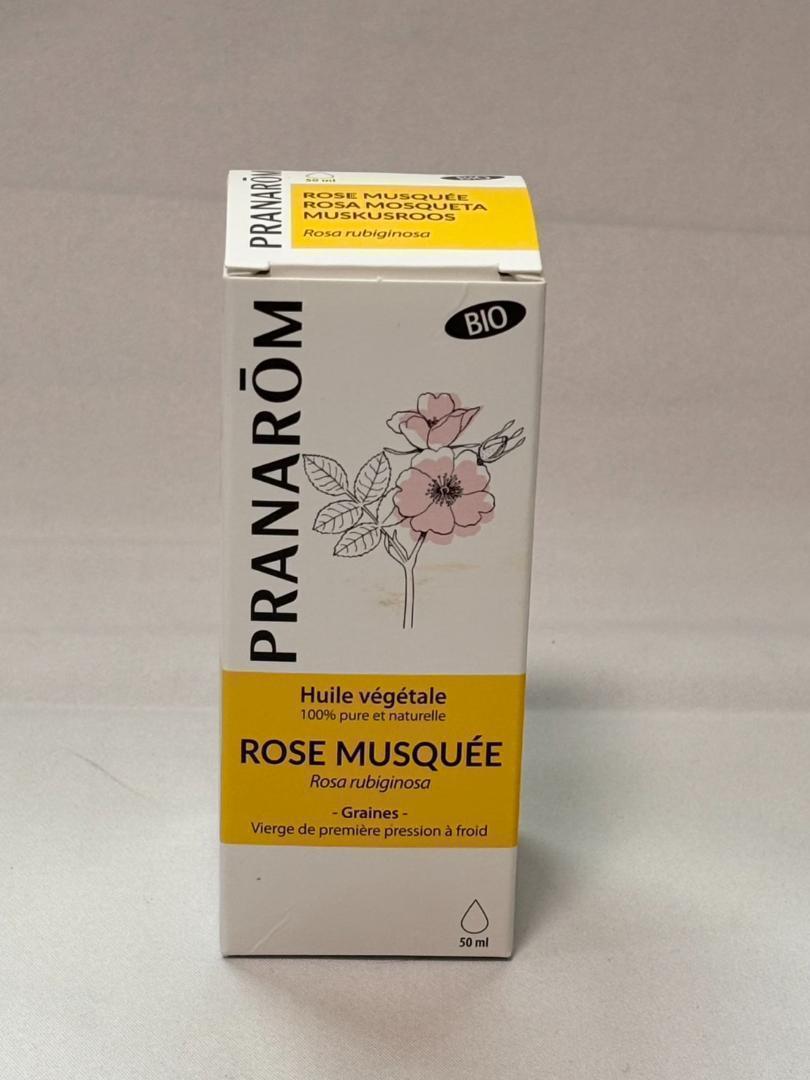 PRANARŌM
50 ml
BIO
ROSE MUSQUÉE
ROSA MOSQUETA
MUSKUSROOS
Rosa rubiginosa
BIO
PRANARŌM
Huile végétale
100% pure et naturelle
ROSE MUSQUÉE
Rosa rubiginosa
- Graines -
Vierge de première pression à froid
50 ml